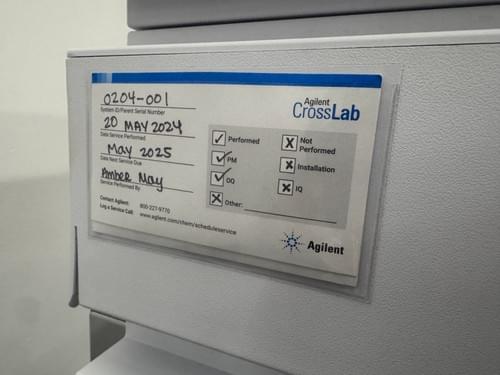 0204-001
System ID/Parent Serial Number
20 MAY 2024
Date Service Performed
MAY 2025
Date Next Service Due
Amber May
Service Performed By
Contact Agilent: 800-227-9770
Log a Service Call: www.agilent.com/chem/scheduleservice
Agilent
CrossLab
Performed
PM
OQ
Other:
Not Performed
Installation
IQ
Agilent